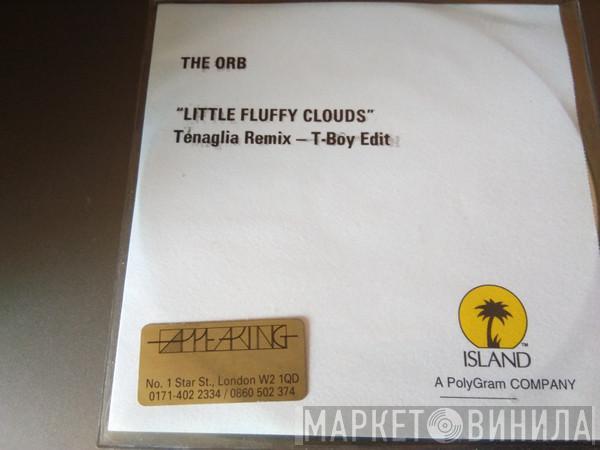 THE ORB
"LITTLE FLUFFY CLOUDS"
Tenaglia Remix – T-Boy Edit
ISLAND
TM
A PolyGram COMPANY
No. 1 Star St., London W2 1QD
0171-402 2334 / 0860 502 374
МАРКЕТ ВИНИЛА